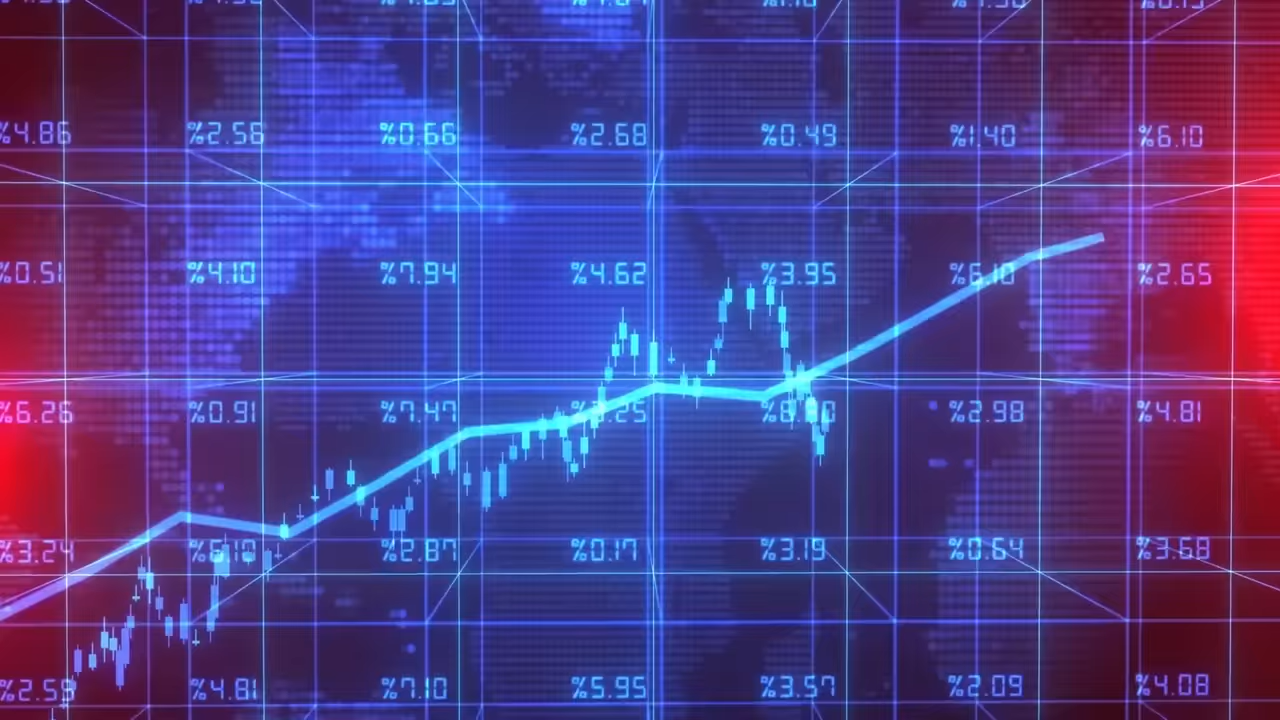 %4.86 %2.56 %0.66 %2.68 %0.49 %1.40 %6.10
%0.51 %4.10 %7.94 %4.62 %3.95 %6.10 %2.65
%6.26 %0.91 %7.47 %2.98 %4.81
%3.24 %6.10 %2.87 %0.17 %3.19 %0.64 %3.68
%2.59 %4.81 %7.10 %5.95 %3.57 %2.09 %4.08